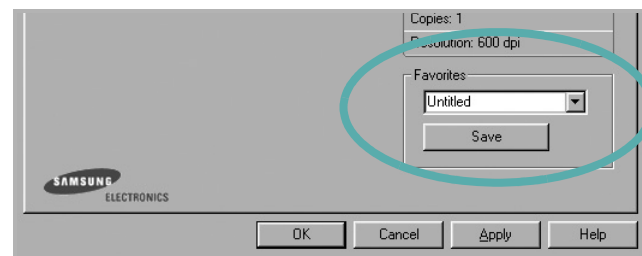 Copies: 1
Resolution: 600 dpi
Favorites
Untitled
Save
SAMSUNG
ELECTRONICS
OK Cancel Apply Help